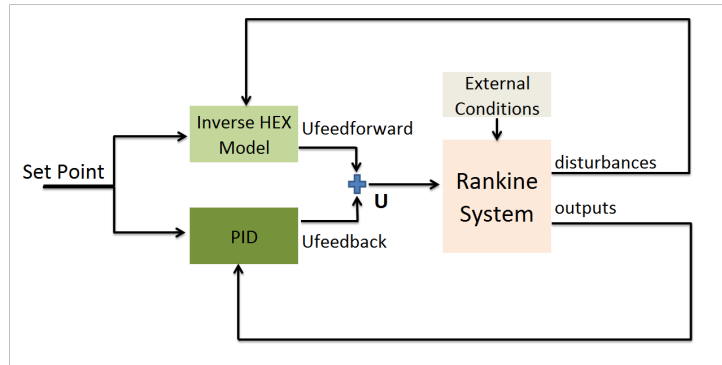 External
Conditions
Inverse HEX
Model
Ufeedforward
disturbances
Set Point
Rankine
System
U
outputs
PID
Ufeedback